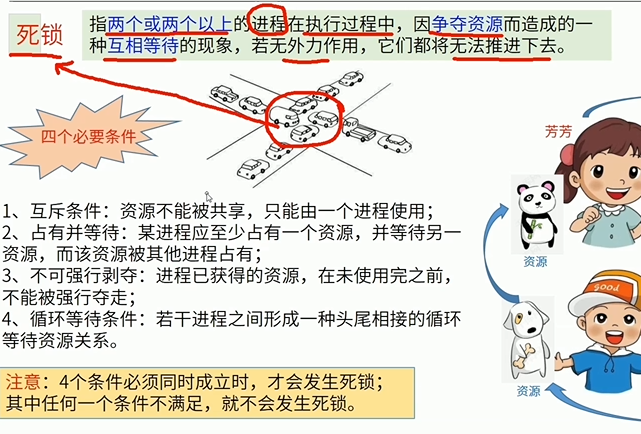 死锁
指两个或两个以上的进程在执行过程中，因争夺资源而造成的一
种互相等待的现象，若无外力作用，它们都将无法推进下去。
四个必要条件
芳芳
1、互斥条件：资源不能被共享，只能由一个进程使用；
2、占有并等待：某进程应至少占有一个资源，并等待另一
资源，而该资源被其他进程占有；
3、不可强行剥夺：进程已获得的资源，在未使用完之前，
不能被强行夺走；
4、循环等待条件：若干进程之间形成一种头尾相接的循环
等待资源关系。
资源
good
资源
注意：4个条件必须同时成立时，才会发生死锁；
其中任何一个条件不满足，就不会发生死锁。